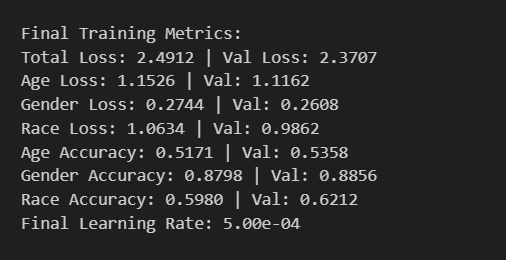 Final Training Metrics:
Total Loss: 2.4912 | Val Loss: 2.3707
Age Loss: 1.1526 | Val: 1.1162
Gender Loss: 0.2744 | Val: 0.2608
Race Loss: 1.0634 | Val: 0.9862
Age Accuracy: 0.5171 | Val: 0.5358
Gender Accuracy: 0.8798 | Val: 0.8856
Race Accuracy: 0.5980 | Val: 0.6212
Final Learning Rate: 5.00e-04